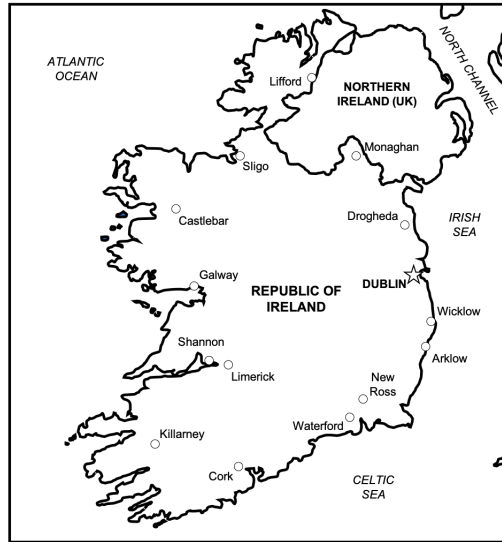 ATLANTIC
OCEAN
NORTH CHANNEL
Lifford
NORTHERN
IRELAND (UK)
Sligo
Monaghan
Castlebar
Drogheda
IRISH
SEA
Galway
REPUBLIC OF
IRELAND
DUBLIN
Wicklow
Shannon
Limerick
Arklow
New
Ross
Waterford
Killarney
Cork
CELTIC
SEA